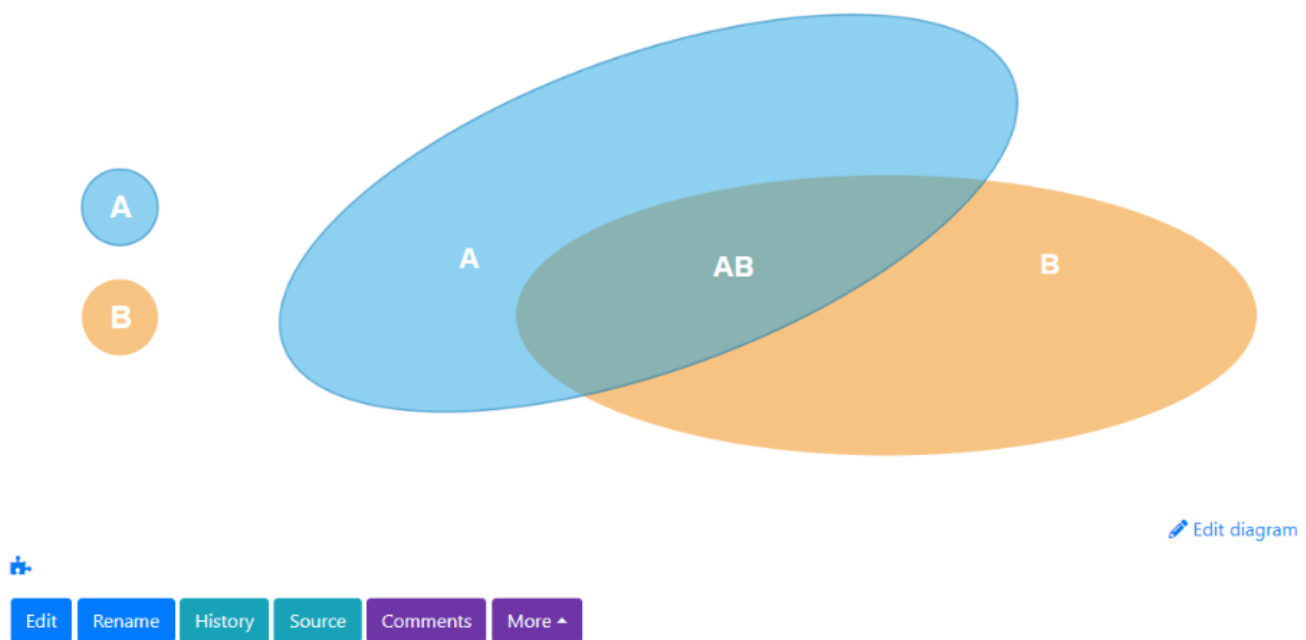 A
B
A
AB
B
Edit diagram
Edit
Rename
History
Source
Comments
More